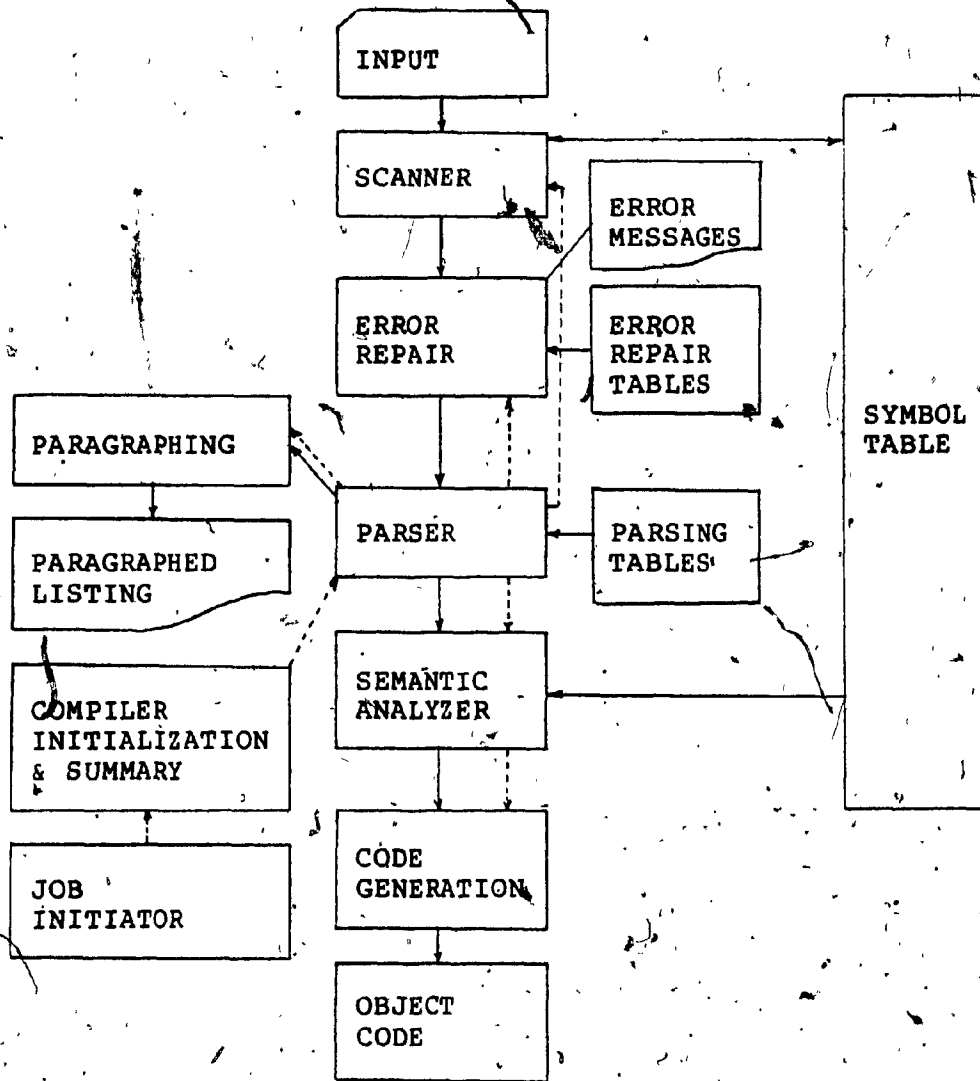 INPUT
SCANNER
ERROR
MESSAGES
ERROR
REPAIR
ERROR
REPAIR
TABLES
SYMBOL
TABLE
PARAGRAPHING
PARSER
PARSING
TABLES
PARAGRAPHED
LISTING
SEMANTIC
ANALYZER
COMPILER
INITIALIZATION
& SUMMARY
CODE
GENERATION
JOB
INITIATOR
OBJECT
CODE